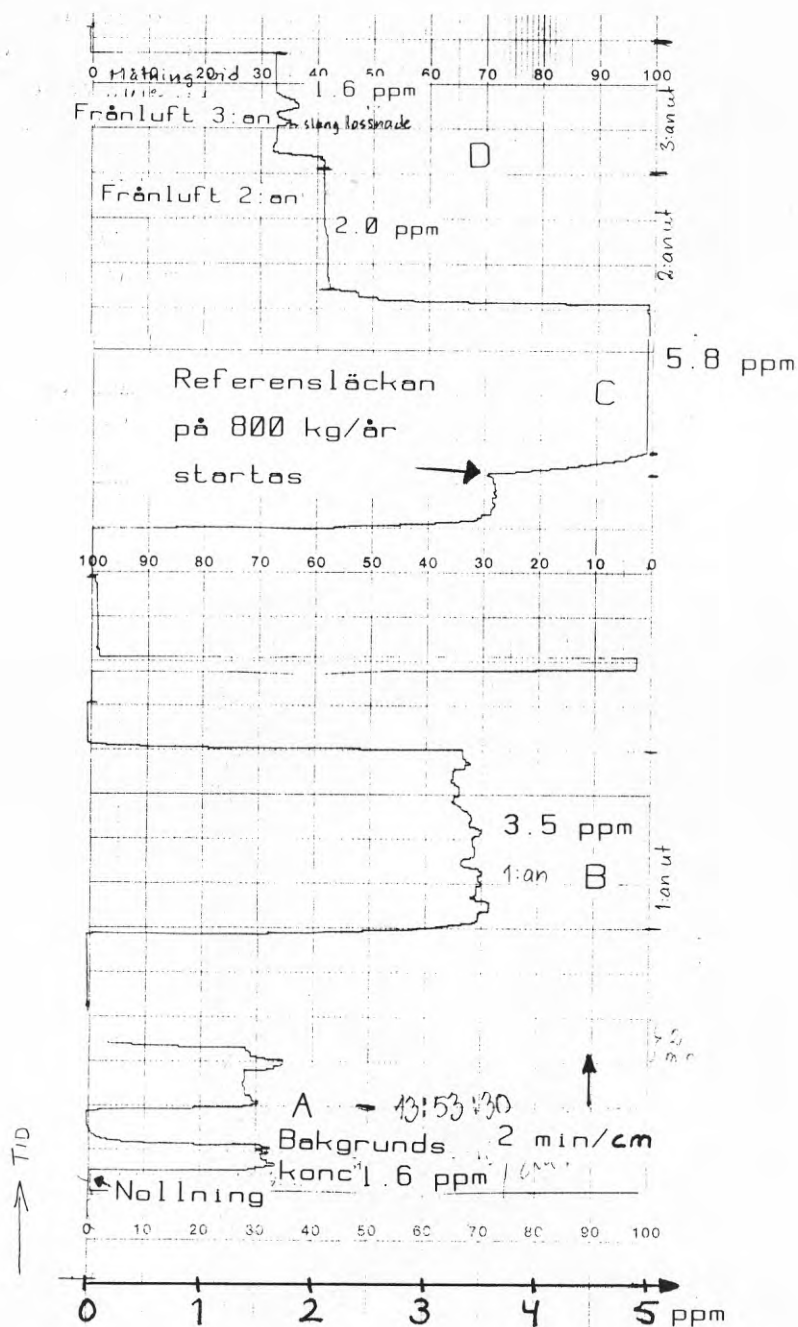 0 Mätning vid 20 30 40 50 60 70 80 90 100
1.6 ppm
Frånluft 3:an
slang lossnade
3:an ut
D
Frånluft 2:an
2.0 ppm
2:an ut
5.8 ppm
Referensläckan
på 800 kg/år
startas
C
100 90 80 70 60 50 40 30 20 10 0
3.5 ppm
1:an B
1:an ut
A - 13:53:30
Bakgrunds 2 min/cm
konc 1.6 ppm
Nollning
TID
0 10 20 30 40 50 60 70 80 90 100
0 1 2 3 4 5 ppm